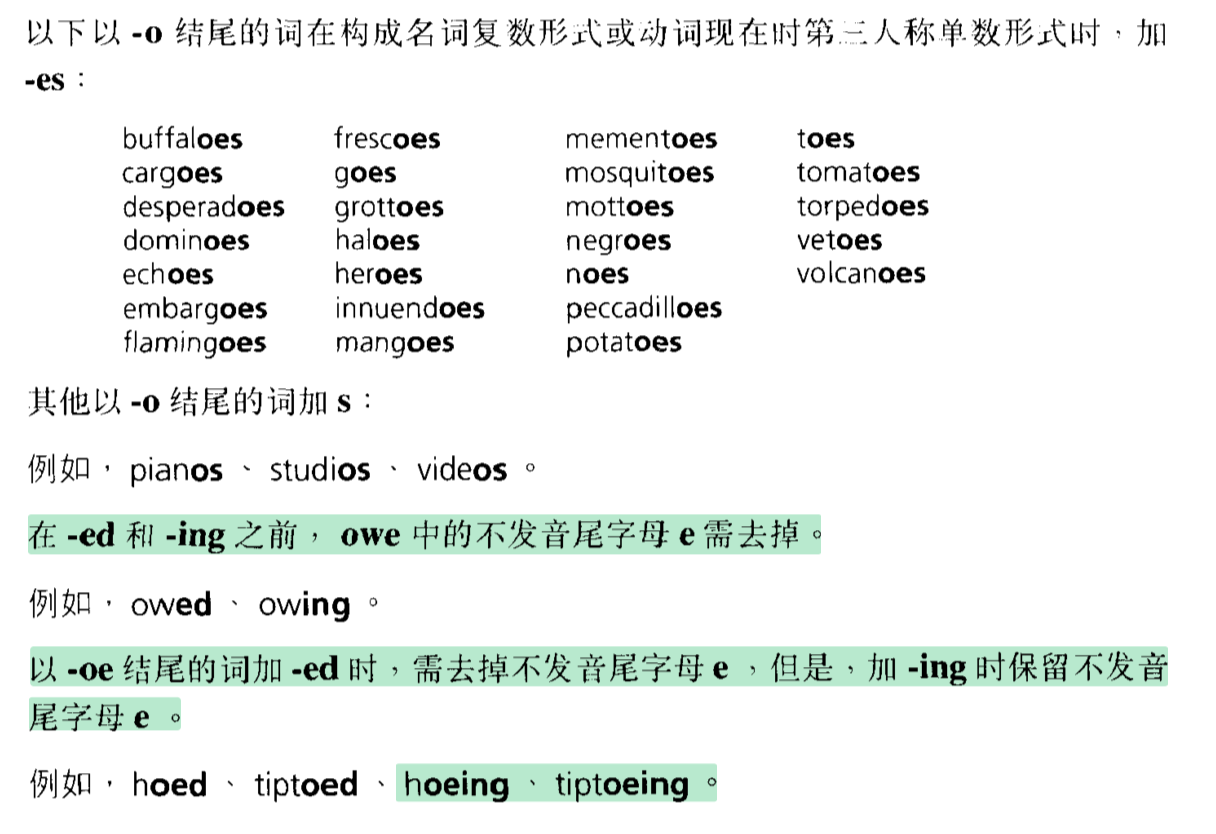 以下以 -o 结尾的词在构成名词复数形式或动词现在时第三人称单数形式时，加
-es：
buffaloes frescoes mementoes toes
cargoes goes mosquitoes tomatoes
desperadoes grottoes mottoes torpedoes
dominoes haloes negroes vetoes
echoes heroes noes volcanoes
embargoes innuendoes peccadilloes
flamingoes mangoes potatoes
其他以 -o 结尾的词加 s：
例如，pianos、studios、videos。
在 -ed 和 -ing 之前，owe 中的不发音尾字母 e 需去掉。
例如，owed、owing。
以 -oe 结尾的词加 -ed 时，需去掉不发音尾字母 e，但是，加 -ing 时保留不发音
尾字母 e。
例如，hoed、tiptoed、hoeing、tiptoeing。